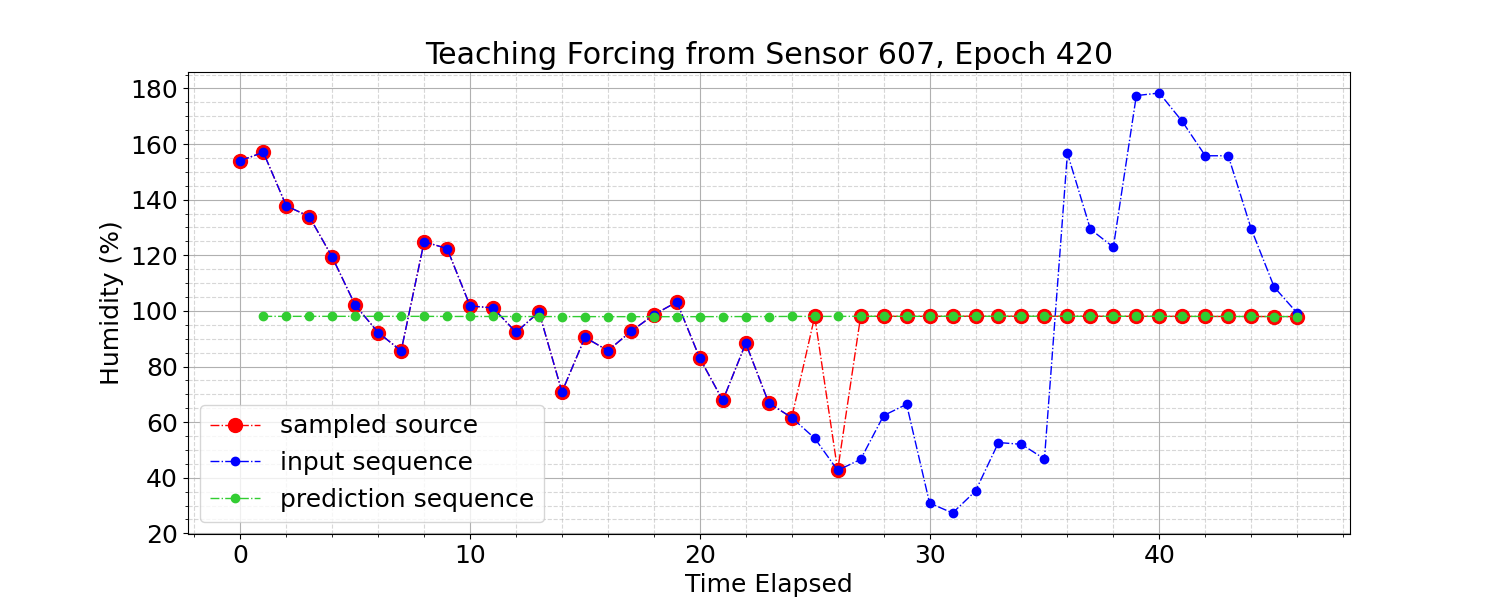 Teaching Forcing from Sensor 607, Epoch 420
Humidity (%)
180
160
140
120
100
80
60
40
20
sampled source
input sequence
prediction sequence
0 10 20 30 40
Time Elapsed